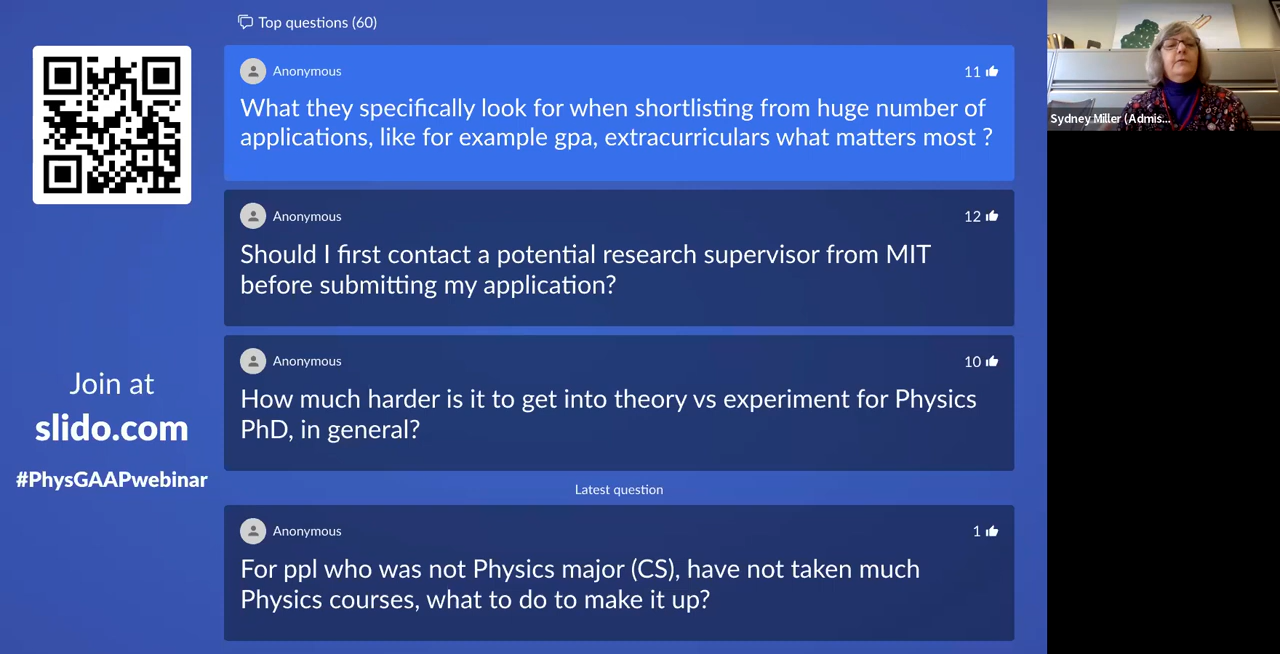 Top questions (60)
Anonymous
11
What they specifically look for when shortlisting from huge number of
applications, like for example gpa, extracurriculars what matters most ?
Anonymous
12
Should I first contact a potential research supervisor from MIT
before submitting my application?
Anonymous
10
How much harder is it to get into theory vs experiment for Physics
PhD, in general?
Latest question
Anonymous
1
For ppl who was not Physics major (CS), have not taken much
Physics courses, what to do to make it up?
Join at
slido.com
#PhysGAAPwebinar
Sydney Miller (Admis...